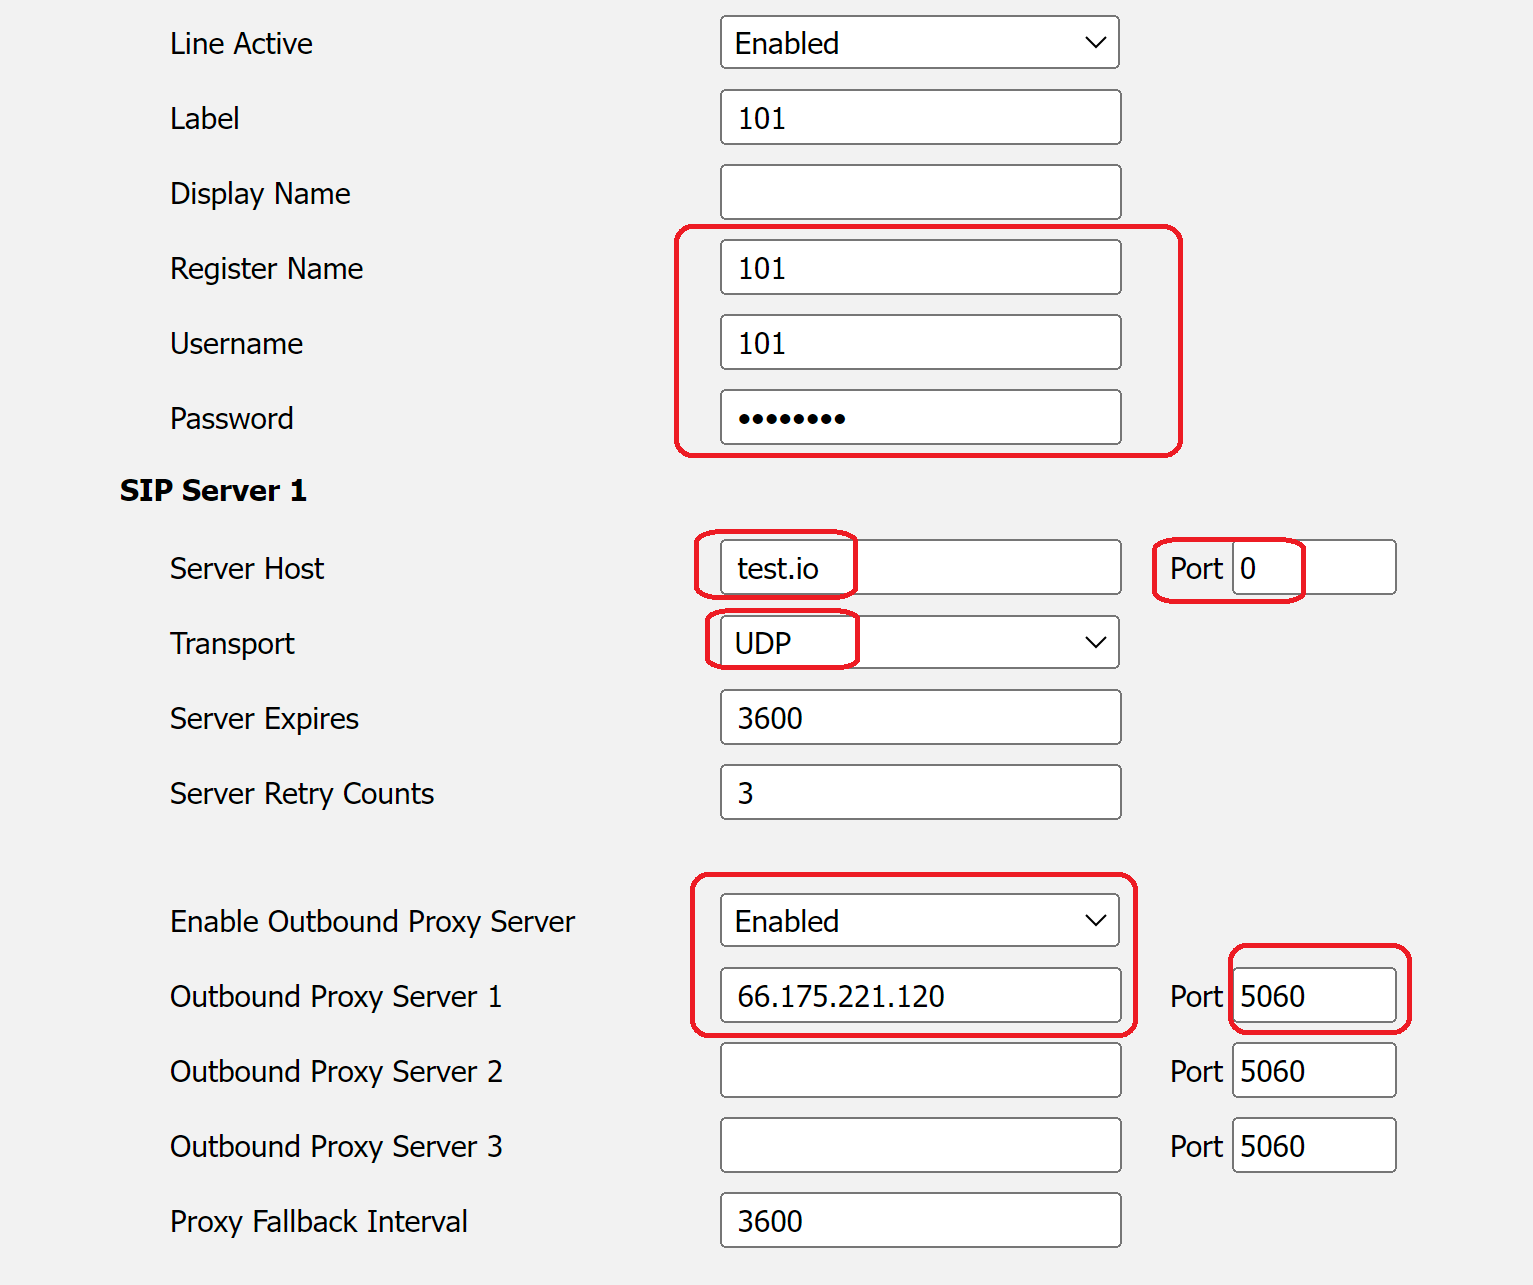 Line Active Enabled
Label 101
Display Name
Register Name 101
Username 101
Password ••••••••
SIP Server 1
Server Host test.io Port 0
Transport UDP
Server Expires 3600
Server Retry Counts 3
Enable Outbound Proxy Server Enabled
Outbound Proxy Server 1 66.175.221.120 Port 5060
Outbound Proxy Server 2 Port 5060
Outbound Proxy Server 3 Port 5060
Proxy Fallback Interval 3600